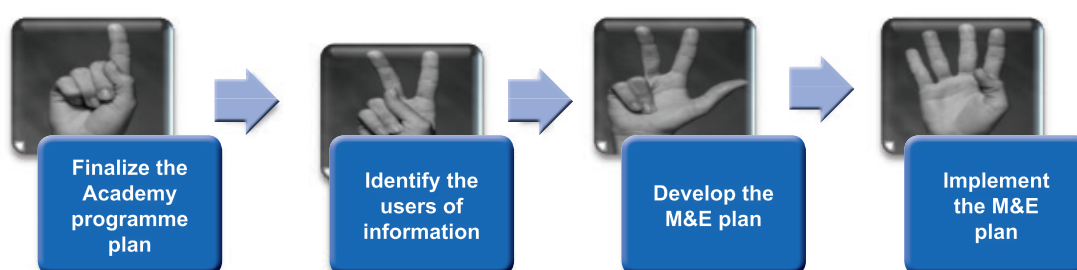 Finalize the
Academy
programme
plan
Identify the
users of
information
Develop the
M&E plan
Implement
the M&E
plan